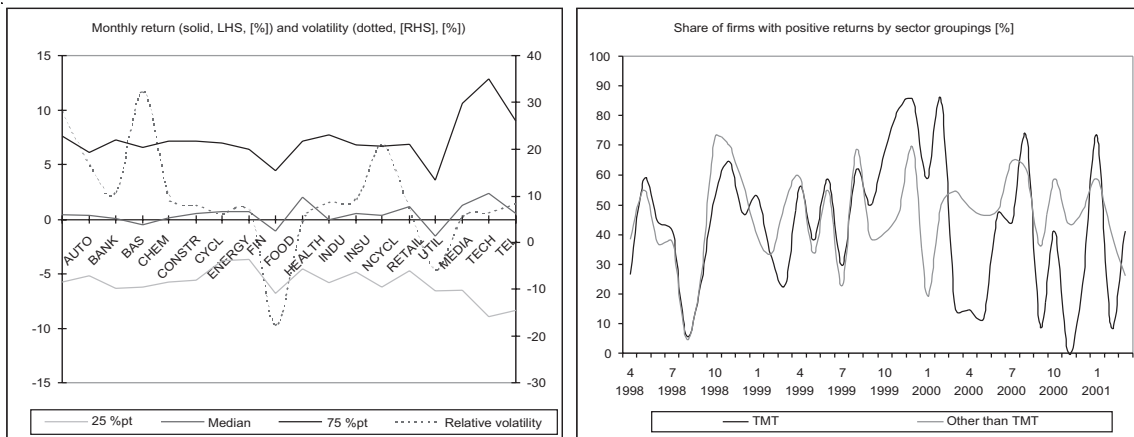 Monthly return (solid, LHS, [%]) and volatility (dotted, [RHS], [%])
15
10
5
0
-5
-10
-15
40
30
20
10
0
-10
-20
-30
AUTO
BANK
BAS
CHEM
CONSTR
CYCL
ENERGY
FIN
FOOD
HEALTH
INDU
INSU
NCYCL
RETAIL
UTIL
MEDIA
TECH
TEL
25 %pt Median 75 %pt Relative volatility
Share of firms with positive returns by sector groupings [%]
100
90
80
70
60
50
40
30
20
10
0
4 7 10 1 4 7 10 1 4 7 10 1
1998 1998 1998 1999 1999 1999 1999 2000 2000 2000 2000 2001
TMT Other than TMT